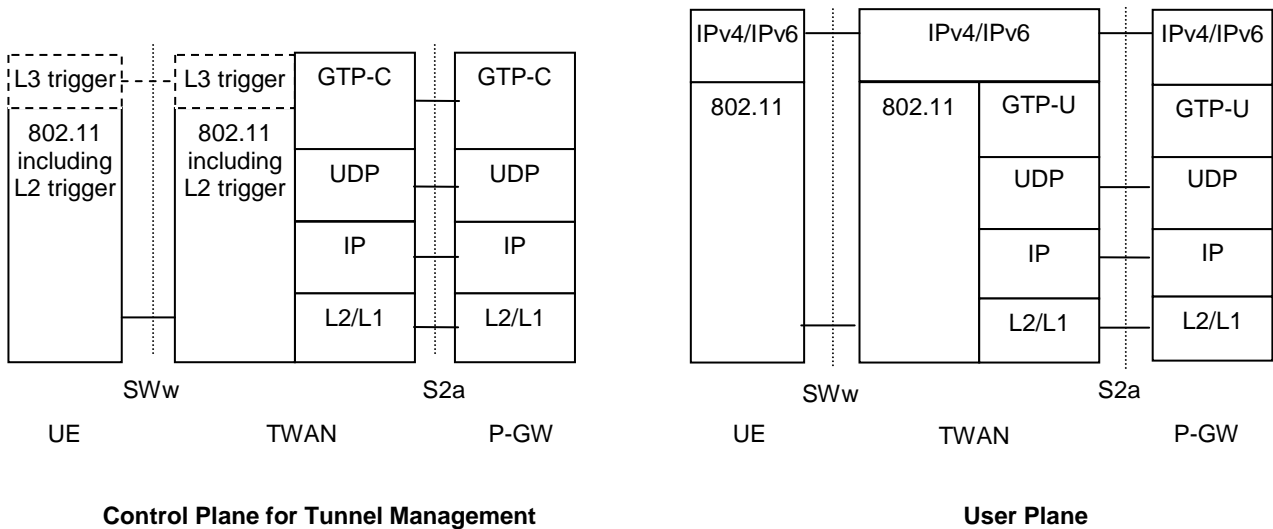 L3 trigger
L3 trigger
GTP-C
GTP-C
802.11
including
L2 trigger
802.11
including
L2 trigger
UDP
UDP
IP
IP
L2/L1
L2/L1
SWw
S2a
UE
TWAN
P-GW
Control Plane for Tunnel Management
IPv4/IPv6
IPv4/IPv6
IPv4/IPv6
802.11
802.11
GTP-U
GTP-U
UDP
UDP
IP
IP
L2/L1
L2/L1
SWw
S2a
UE
TWAN
P-GW
User Plane